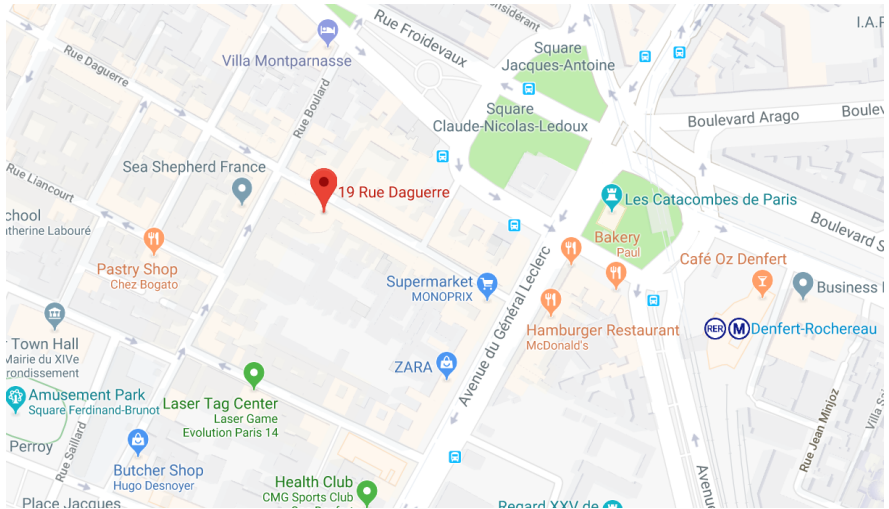 Considérant
I.A.P
Rue Froidevaux
Square
Jacques-Antoine
Villa Montparnasse
Rue Daguerre
Square
Claude-Nicolas-Ledoux
Boulevard Arago
Boulev
Rue Boulard
Sea Shepherd France
Rue Liancourt
19 Rue Daguerre
Les Catacombes de Paris
chool
atherine Labouré
Boulevard S
Bakery
Paul
Pastry Shop
Chez Bogato
Café Oz Denfert
Supermarket
MONOPRIX
Avenue du Général Leclerc
Business
Hamburger Restaurant
McDonald's
RER
M
Denfert-Rochereau
r Town Hall
Mairie du XIVe
rondissement
ZARA
Amusement Park
Square Ferdinand-Brunot
Laser Tag Center
Laser Game
Evolution Paris 14
Rue Jean Minjoz
Villa Sa
Perroy
Rue Saillard
Butcher Shop
Hugo Desnoyer
Health Club
CMG Sports Club
Avenue
Place Jacques
Regard XXV de